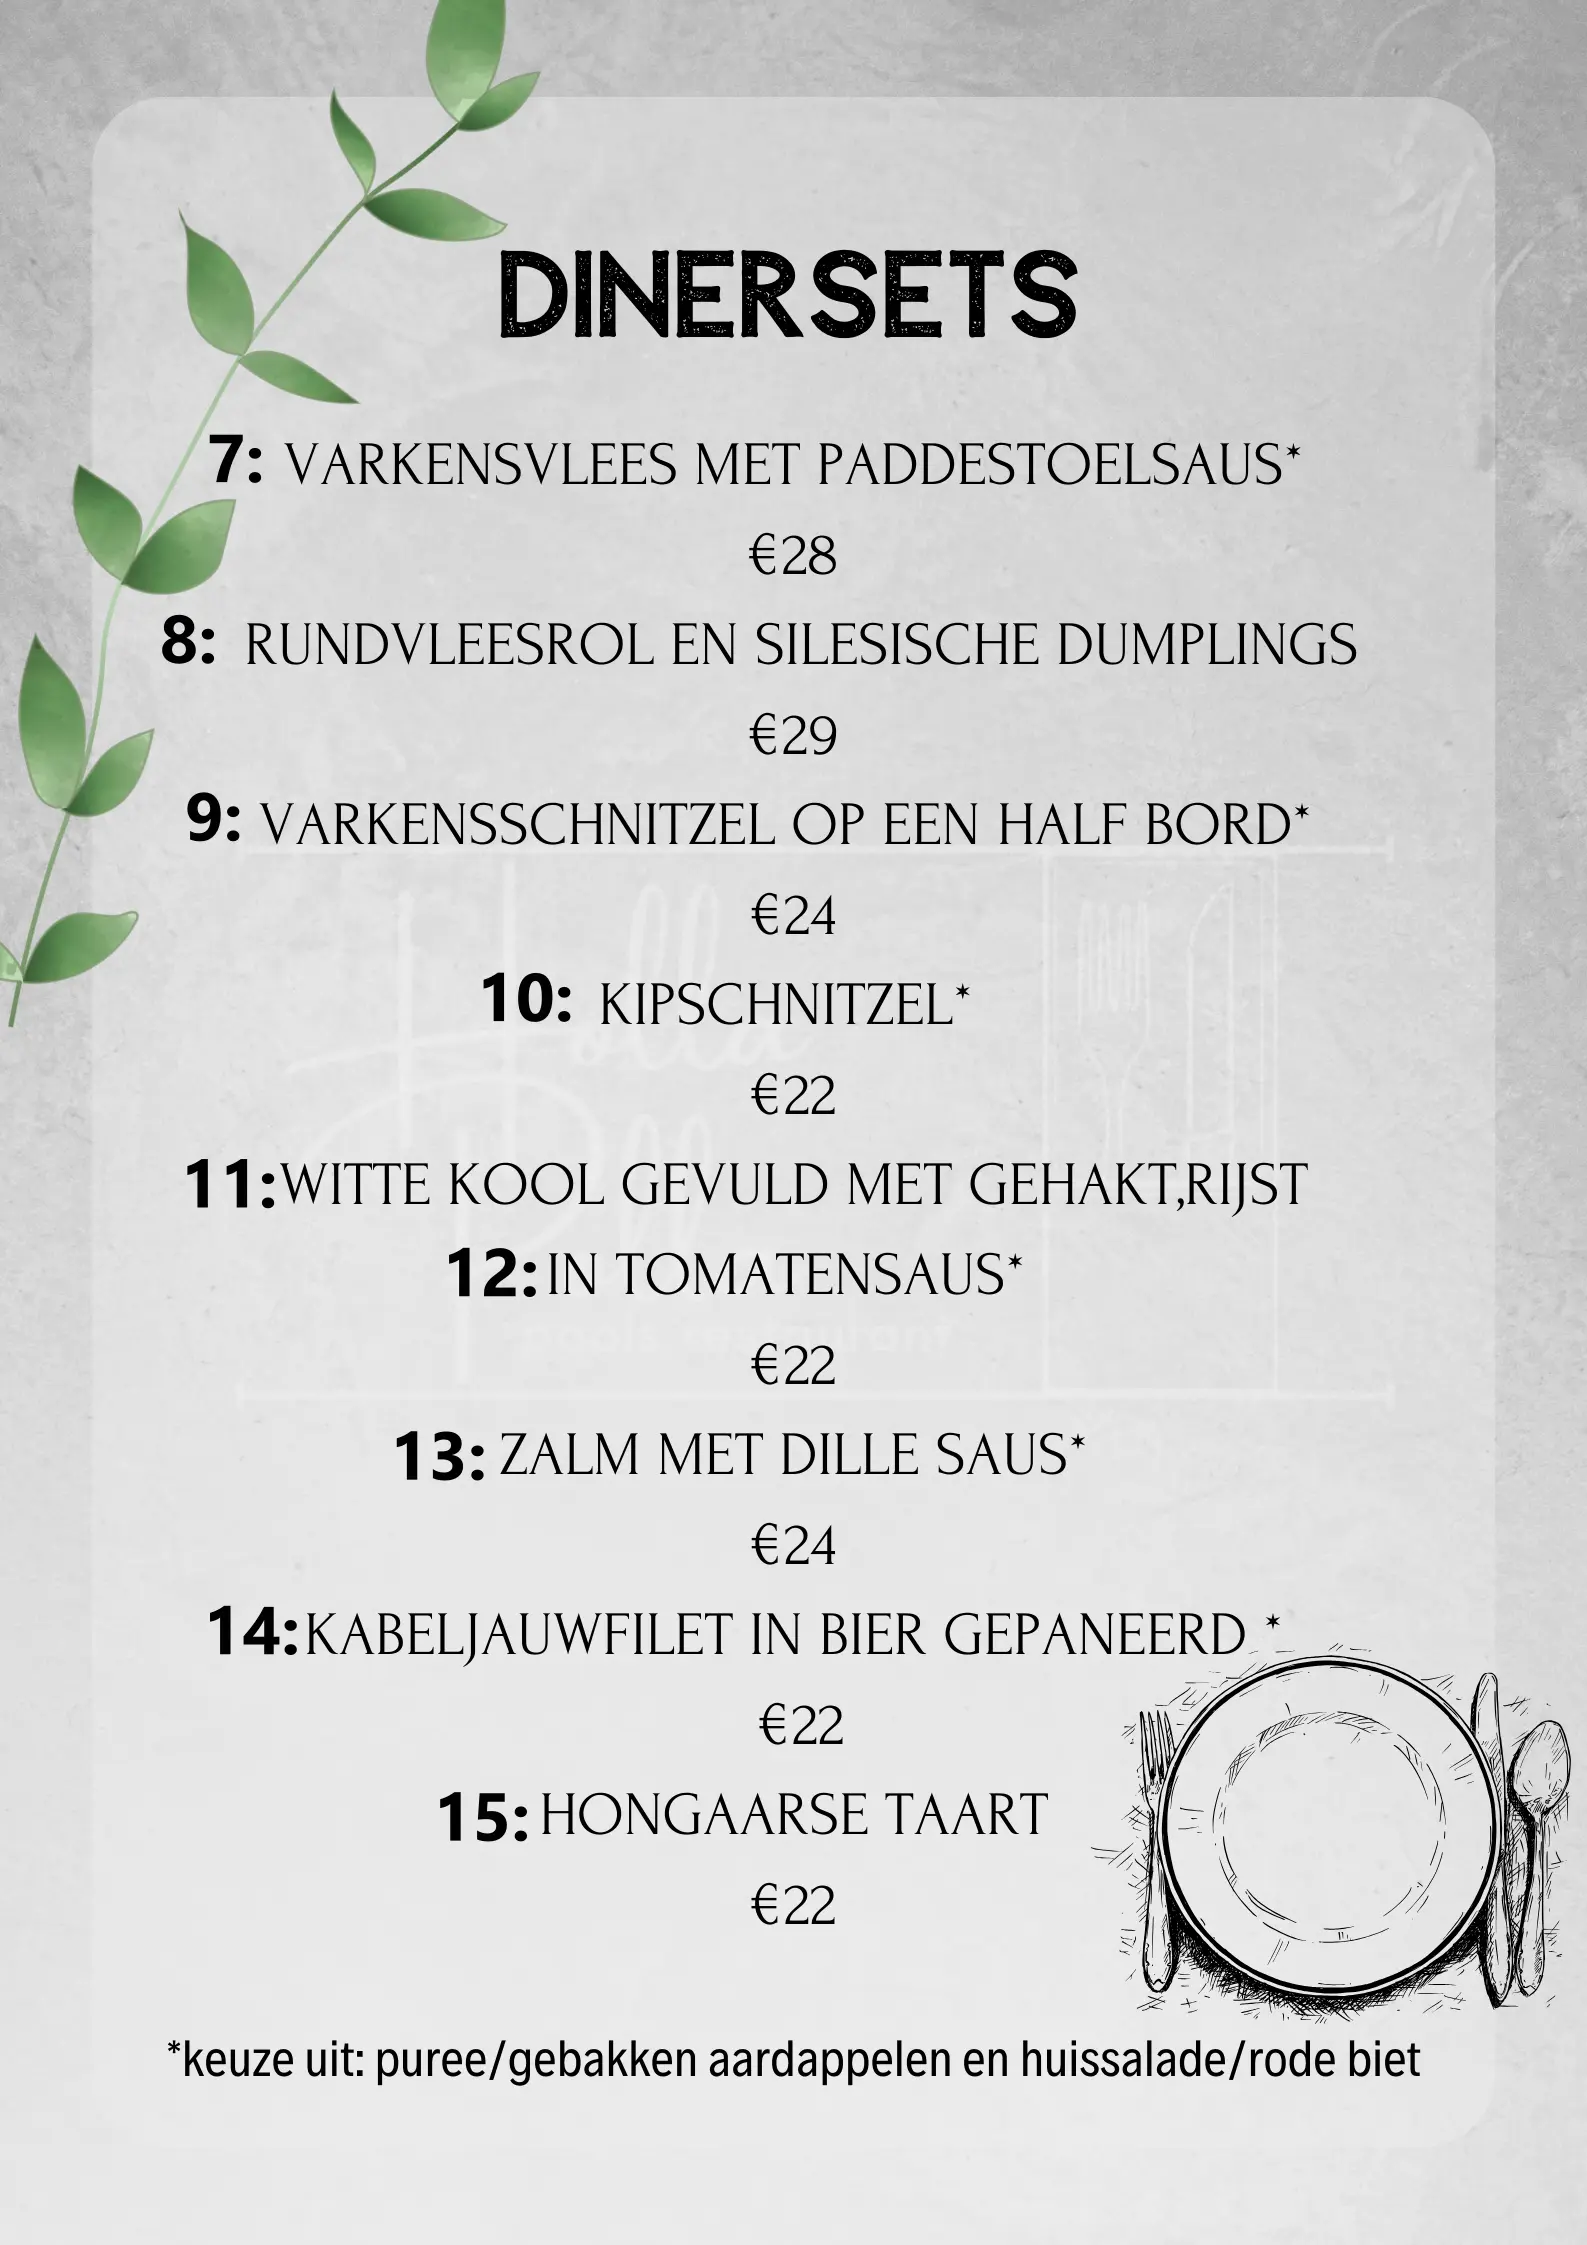 DINERSETS
7: VARKENSVLEES MET PADDESTOELSAUS*
€28
8: RUNDVLEESROL EN SILESISCHE DUMPLINGS
€29
9: VARKENSSCHNITZEL OP EEN HALF BORD*
€24
10: KIPSCHNITZEL*
€22
11:WITTE KOOL GEVULD MET GEHAKT,RIJST
12:IN TOMATENSAUS*
€22
13: ZALM MET DILLE SAUS*
€24
14:KABELJAUWFILET IN BIER GEPANEERD *
€22
15: HONGAARSE TAART
€22
*keuze uit: puree/gebakken aardappelen en huissalade/rode biet